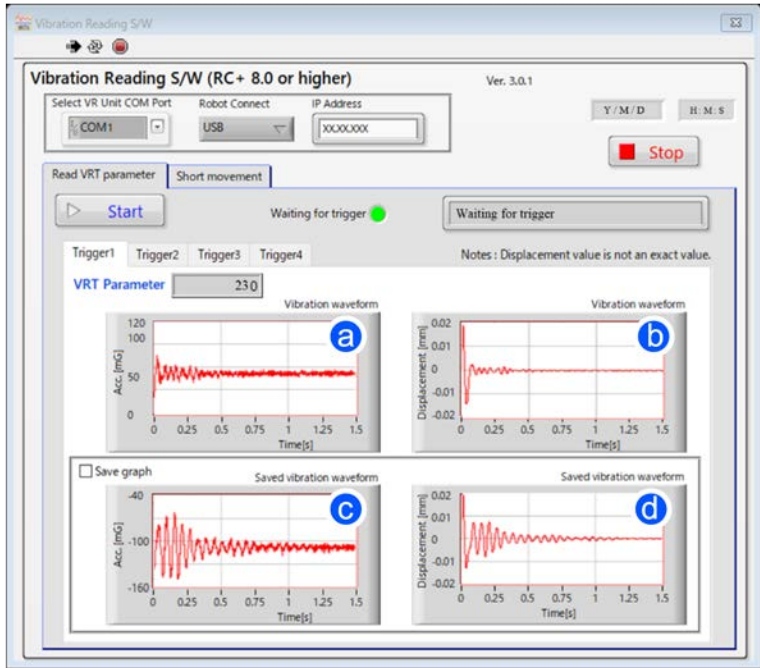 Vibration Reading S/W
Vibration Reading S/W (RC+ 8.0 or higher)
Ver. 3.0.1
Select VR Unit COM Port
Robot Connect
IP Address
COM1
USB
XX.XX.XXX
Y/M/D
H:M:S
Stop
Read VRT parameter
Short movement
Start
Waiting for trigger
Waiting for trigger
Trigger1
Trigger2
Trigger3
Trigger4
Notes : Displacement value is not an exact value.
VRT Parameter
230
Vibration waveform
a
Acc. [mG]
120
100
50
0
0 0.25 0.5 0.75 1 1.25 1.5
Time[s]
Vibration waveform
b
Displacement [mm]
0.02
0.01
0
-0.01
-0.02
0 0.25 0.5 0.75 1 1.25 1.5
Time[s]
Save graph
Saved vibration waveform
c
Acc. [mG]
-40
-100
-160
0 0.25 0.5 0.75 1 1.25 1.5
Time[s]
Saved vibration waveform
d
Displacement [mm]
0.02
0.01
0
-0.01
-0.02
0 0.25 0.5 0.75 1 1.25 1.5
Time[s]